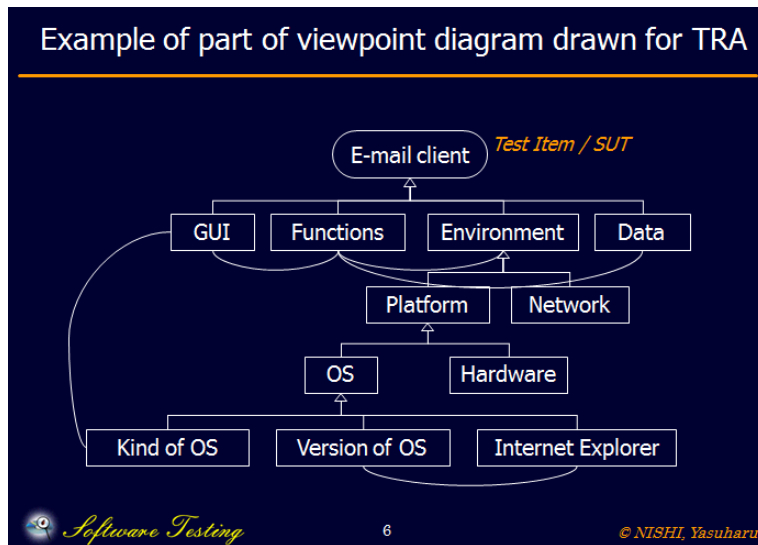 Example of part of viewpoint diagram drawn for TRA
E-mail client
Test Item / SUT
GUI
Functions
Environment
Data
Platform
Network
OS
Hardware
Kind of OS
Version of OS
Internet Explorer
Software Testing
6
© NISHI, Yasuharu